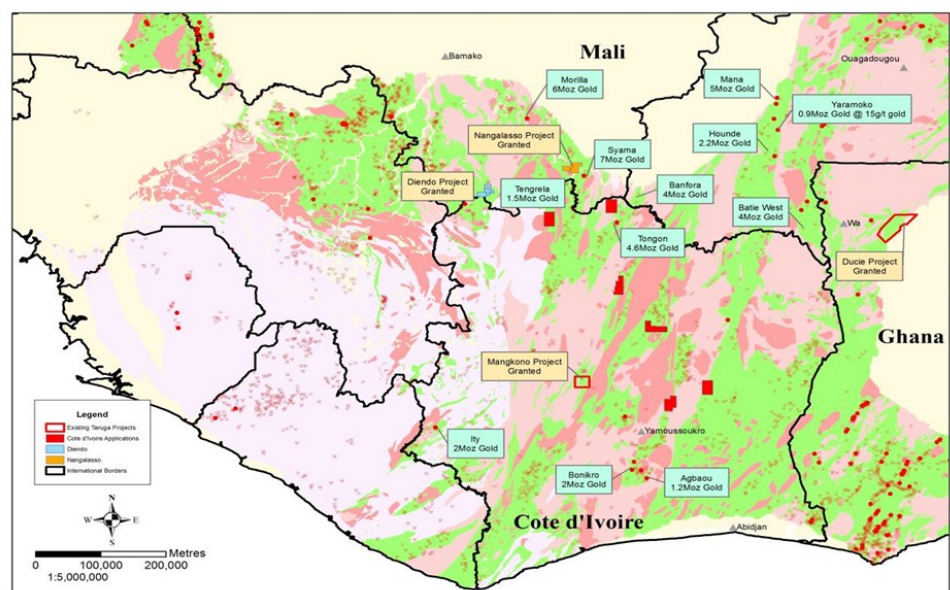 Mali
Bamako
Ouagadougou
Morilla
6Moz Gold
Mana
5Moz Gold
Yaramoko
0.9Moz Gold @ 15g/t gold
Nangalasso Project
Granted
Hounde
2.2Moz Gold
Syama
7Moz Gold
Diendo Project
Granted
Tengrela
1.5Moz Gold
Banfora
4Moz Gold
Batie West
4Moz Gold
Wa
Tongon
4.6Moz Gold
Ducie Project
Granted
Ghana
Mangkono Project
Granted
Legend
Existing Taruga Projects
Cote d'Ivoire Applications
Diendo
Nangalasso
International Borders
Ity
2Moz Gold
Yamoussoukro
Bonikro
2Moz Gold
Agbaou
1.2Moz Gold
Cote d'Ivoire
Abidjan
N
W
E
S
Metres
0
100,000
200,000
1:5,000,000